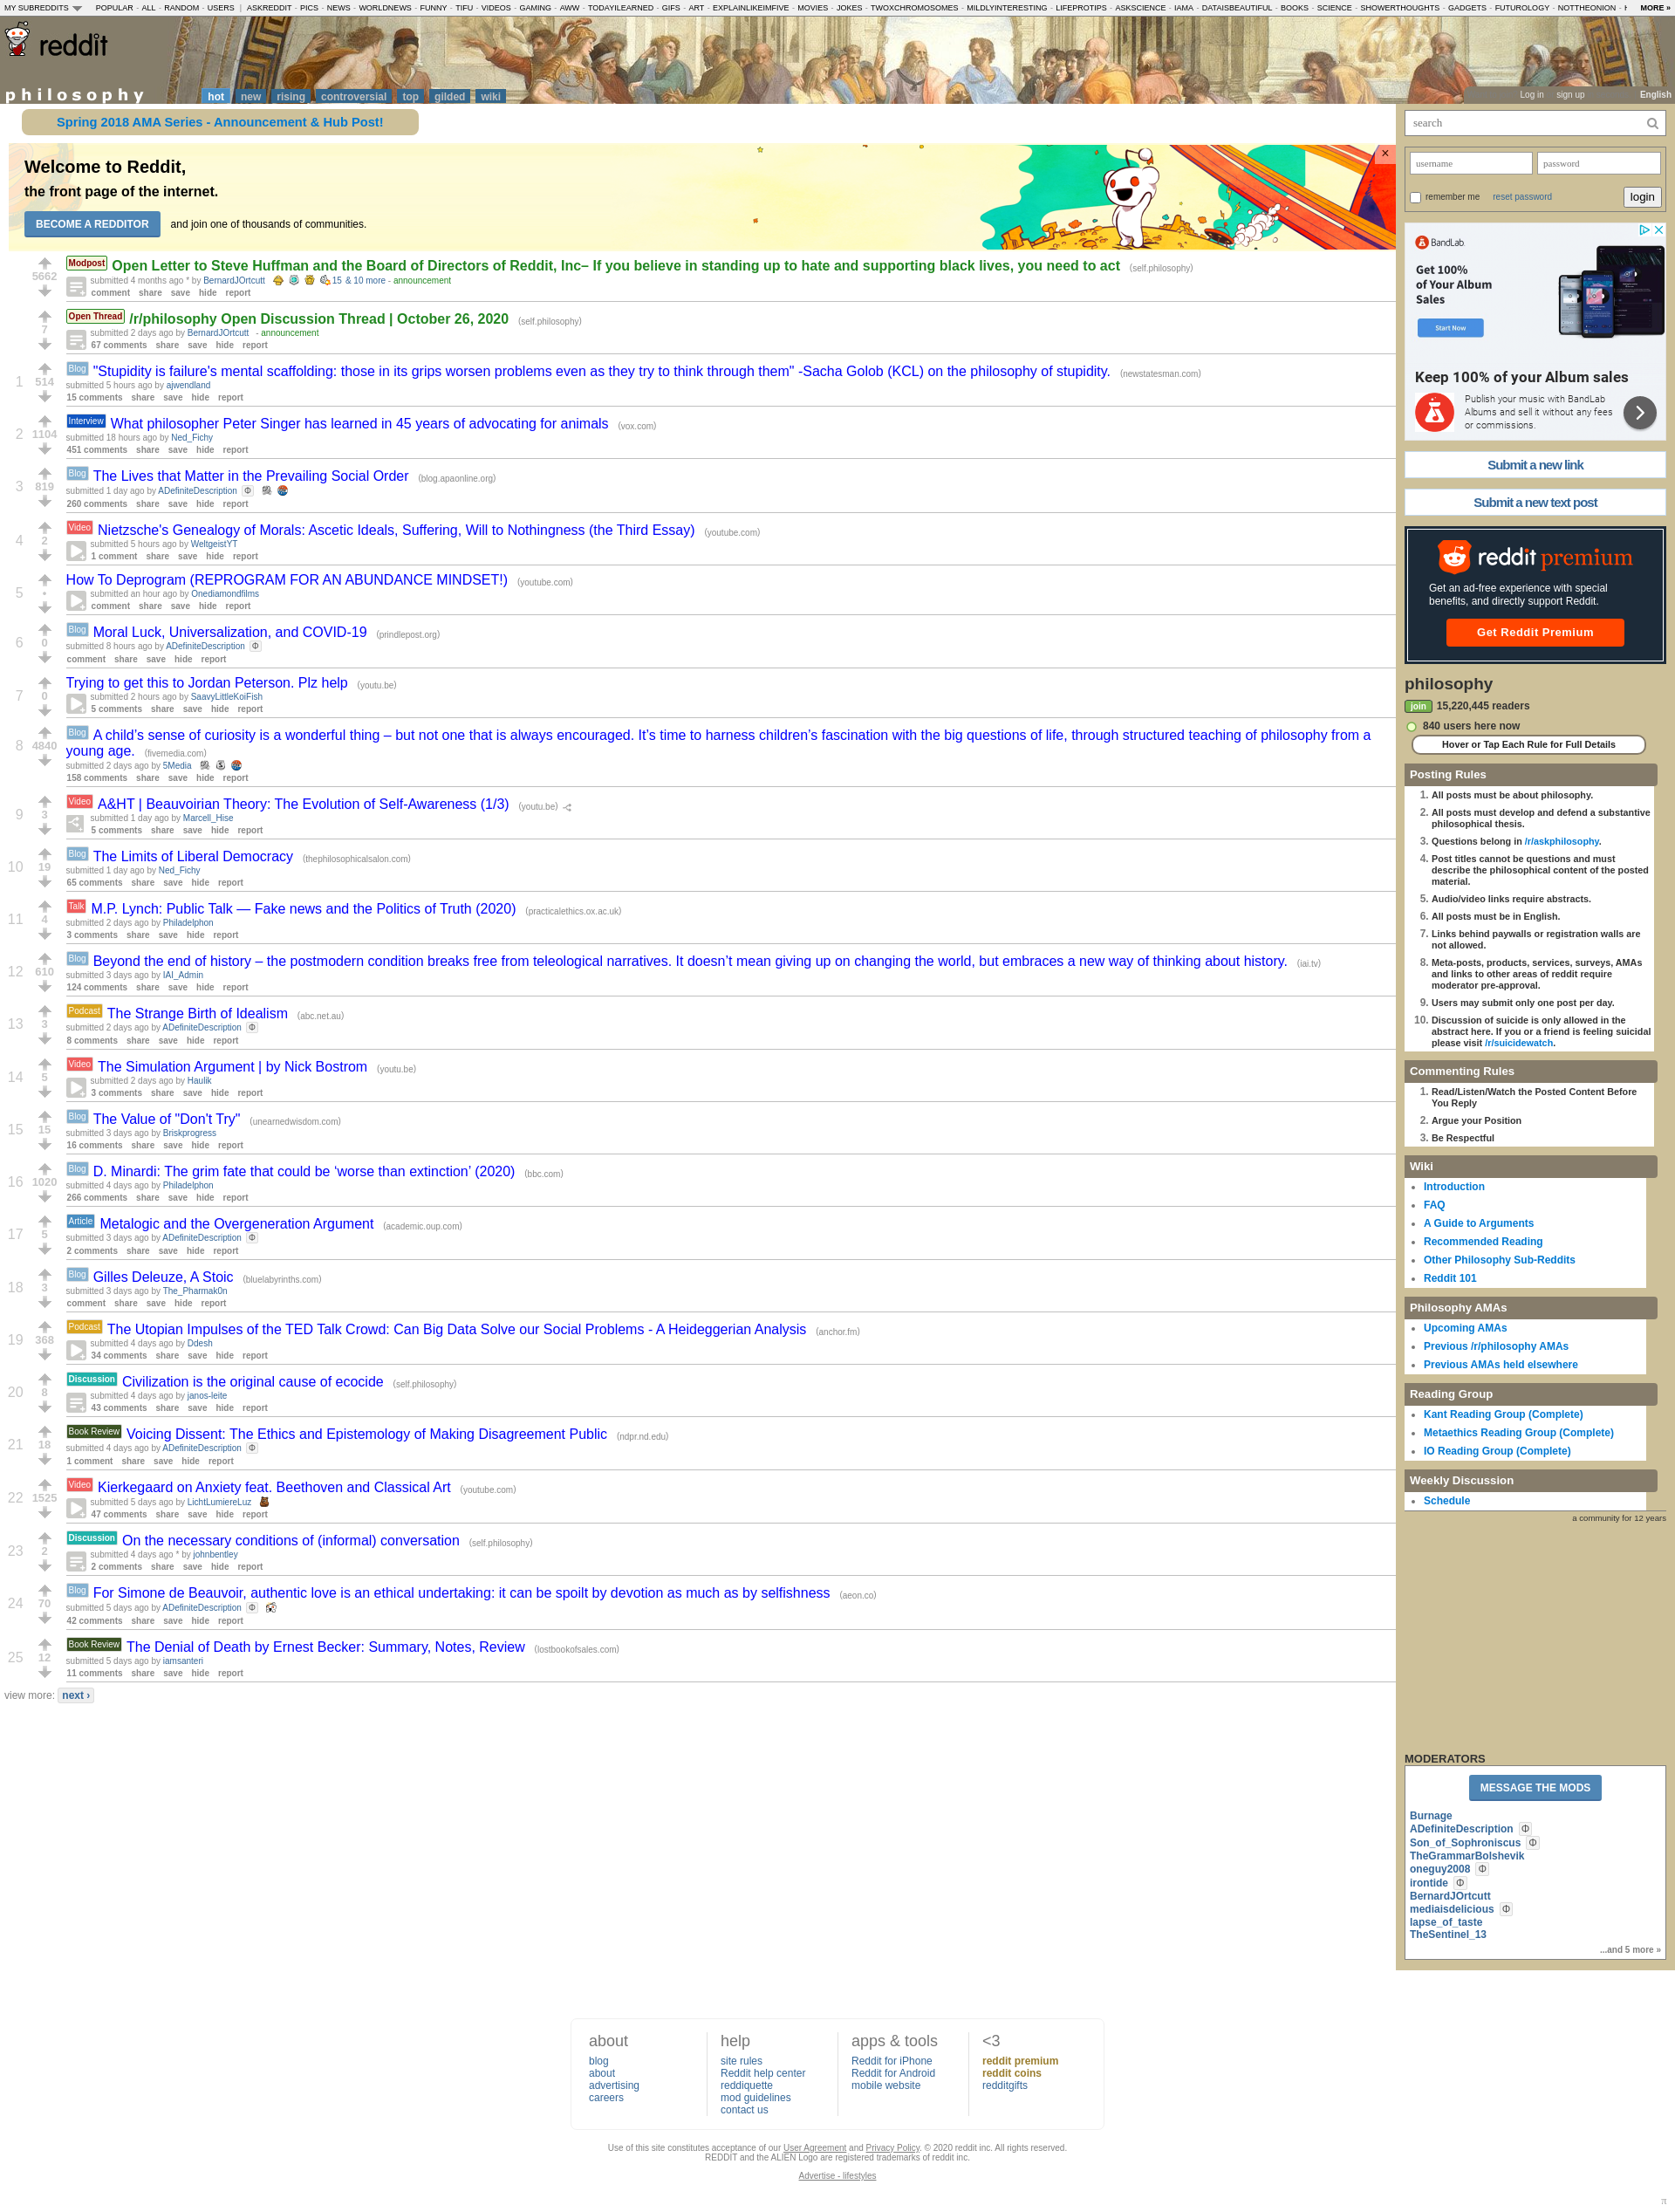 MY SUBREDDITS POPULAR - ALL - RANDOM - USERS | ASKREDDIT - PICS - NEWS - WORLDNEWS - FUNNY - TIFU - VIDEOS - GAMING - AWW - TODAYILEARNED - GIFS - ART - EXPLAINLIKEIMFIVE - MOVIES - JOKES - TWOXCHROMOSOMES - MILDLYINTERESTING - LIFEPROTIPS - ASKSCIENCE - IAMA - DATAISBEAUTIFUL - BOOKS - SCIENCE - SHOWERTHOUGHTS - GADGETS - FUTUROLOGY - NOTTHEONION - MORE »
reddit
philosophy hot new rising controversial top gilded wiki
Log in sign up English
Spring 2018 AMA Series - Announcement & Hub Post!
Welcome to Reddit,
the front page of the internet.
BECOME A REDDITOR and join one of thousands of communities.
×
5662
Modpost Open Letter to Steve Huffman and the Board of Directors of Reddit, Inc– If you believe in standing up to hate and supporting black lives, you need to act (self.philosophy)
submitted 4 months ago * by BernardJOrtcutt 15 & 10 more - announcement
comment share save hide report
7
Open Thread /r/philosophy Open Discussion Thread | October 26, 2020 (self.philosophy)
submitted 2 days ago by BernardJOrtcutt - announcement
67 comments share save hide report
1 514
Blog "Stupidity is failure's mental scaffolding: those in its grips worsen problems even as they try to think through them" -Sacha Golob (KCL) on the philosophy of stupidity. (newstatesman.com)
submitted 5 hours ago by ajwendland
15 comments share save hide report
2 1104
Interview What philosopher Peter Singer has learned in 45 years of advocating for animals (vox.com)
submitted 18 hours ago by Ned_Fichy
451 comments share save hide report
3 819
Blog The Lives that Matter in the Prevailing Social Order (blog.apaonline.org)
submitted 1 day ago by ADefiniteDescription Φ
260 comments share save hide report
4 2
Video Nietzsche's Genealogy of Morals: Ascetic Ideals, Suffering, Will to Nothingness (the Third Essay) (youtube.com)
submitted 5 hours ago by WeltgeistYT
1 comment share save hide report
5 •
How To Deprogram (REPROGRAM FOR AN ABUNDANCE MINDSET!) (youtube.com)
submitted an hour ago by Onediamondfilms
comment share save hide report
6 0
Blog Moral Luck, Universalization, and COVID-19 (prindlepost.org)
submitted 8 hours ago by ADefiniteDescription Φ
comment share save hide report
7 0
Trying to get this to Jordan Peterson. Plz help (youtu.be)
submitted 2 hours ago by SaavyLittleKoiFish
5 comments share save hide report
8 4840
Blog A child’s sense of curiosity is a wonderful thing – but not one that is always encouraged. It’s time to harness children’s fascination with the big questions of life, through structured teaching of philosophy from a
young age. (fivemedia.com)
submitted 2 days ago by 5Media
158 comments share save hide report
9 3
Video A&HT | Beauvoirian Theory: The Evolution of Self-Awareness (1/3) (youtu.be)
submitted 1 day ago by Marcell_Hise
5 comments share save hide report
10 19
Blog The Limits of Liberal Democracy (thephilosophicalsalon.com)
submitted 1 day ago by Ned_Fichy
65 comments share save hide report
11 4
Talk M.P. Lynch: Public Talk — Fake news and the Politics of Truth (2020) (practicalethics.ox.ac.uk)
submitted 2 days ago by Philadelphon
3 comments share save hide report
12 610
Blog Beyond the end of history – the postmodern condition breaks free from teleological narratives. It doesn’t mean giving up on changing the world, but embraces a new way of thinking about history. (iai.tv)
submitted 3 days ago by IAI_Admin
124 comments share save hide report
13 3
Podcast The Strange Birth of Idealism (abc.net.au)
submitted 2 days ago by ADefiniteDescription Φ
8 comments share save hide report
14 5
Video The Simulation Argument | by Nick Bostrom (youtu.be)
submitted 2 days ago by Haulik
3 comments share save hide report
15 15
Blog The Value of "Don't Try" (unearnedwisdom.com)
submitted 3 days ago by Briskprogress
16 comments share save hide report
16 1020
Blog D. Minardi: The grim fate that could be ‘worse than extinction’ (2020) (bbc.com)
submitted 4 days ago by Philadelphon
266 comments share save hide report
17 5
Article Metalogic and the Overgeneration Argument (academic.oup.com)
submitted 3 days ago by ADefiniteDescription Φ
2 comments share save hide report
18 3
Blog Gilles Deleuze, A Stoic (bluelabyrinths.com)
submitted 3 days ago by The_Pharmak0n
comment share save hide report
19 368
Podcast The Utopian Impulses of the TED Talk Crowd: Can Big Data Solve our Social Problems - A Heideggerian Analysis (anchor.fm)
submitted 4 days ago by Ddesh
34 comments share save hide report
20 8
Discussion Civilization is the original cause of ecocide (self.philosophy)
submitted 4 days ago by janos-leite
43 comments share save hide report
21 18
Book Review Voicing Dissent: The Ethics and Epistemology of Making Disagreement Public (ndpr.nd.edu)
submitted 4 days ago by ADefiniteDescription Φ
1 comment share save hide report
22 1525
Video Kierkegaard on Anxiety feat. Beethoven and Classical Art (youtube.com)
submitted 5 days ago by LichtLumiereLuz
47 comments share save hide report
23 2
Discussion On the necessary conditions of (informal) conversation (self.philosophy)
submitted 4 days ago * by johnbentley
2 comments share save hide report
24 70
Blog For Simone de Beauvoir, authentic love is an ethical undertaking: it can be spoilt by devotion as much as by selfishness (aeon.co)
submitted 5 days ago by ADefiniteDescription Φ
42 comments share save hide report
25 12
Book Review The Denial of Death by Ernest Becker: Summary, Notes, Review (lostbookofsales.com)
submitted 5 days ago by iamsanteri
11 comments share save hide report
view more: next ›
search
username password
remember me reset password login
BandLab
Get 100%
of Your Album
Sales
Start Now
Keep 100% of your Album sales
Publish your music with BandLab
Albums and sell it without any fees
or commissions.
Submit a new link
Submit a new text post
reddit premium
Get an ad-free experience with special
benefits, and directly support Reddit.
Get Reddit Premium
philosophy
join 15,220,445 readers
840 users here now
Hover or Tap Each Rule for Full Details
Posting Rules
1. All posts must be about philosophy.
2. All posts must develop and defend a substantive
philosophical thesis.
3. Questions belong in /r/askphilosophy.
4. Post titles cannot be questions and must
describe the philosophical content of the posted
material.
5. Audio/video links require abstracts.
6. All posts must be in English.
7. Links behind paywalls or registration walls are
not allowed.
8. Meta-posts, products, services, surveys, AMAs
and links to other areas of reddit require
moderator pre-approval.
9. Users may submit only one post per day.
10. Discussion of suicide is only allowed in the
abstract here. If you or a friend is feeling suicidal
please visit /r/suicidewatch.
Commenting Rules
1. Read/Listen/Watch the Posted Content Before
You Reply
2. Argue your Position
3. Be Respectful
Wiki
Introduction
FAQ
A Guide to Arguments
Recommended Reading
Other Philosophy Sub-Reddits
Reddit 101
Philosophy AMAs
Upcoming AMAs
Previous /r/philosophy AMAs
Previous AMAs held elsewhere
Reading Group
Kant Reading Group (Complete)
Metaethics Reading Group (Complete)
IO Reading Group (Complete)
Weekly Discussion
Schedule
a community for 12 years
MODERATORS
MESSAGE THE MODS
Burnage
ADefiniteDescription Φ
Son_of_Sophroniscus Φ
TheGrammarBolshevik
oneguy2008 Φ
irontide Φ
BernardJOrtcutt
mediaisdelicious Φ
lapse_of_taste
TheSentinel_13
...and 5 more »
about
blog
about
advertising
careers
help
site rules
Reddit help center
reddiquette
mod guidelines
contact us
apps & tools
Reddit for iPhone
Reddit for Android
mobile website
<3
reddit premium
reddit coins
redditgifts
Use of this site constitutes acceptance of our User Agreement and Privacy Policy. © 2020 reddit inc. All rights reserved.
REDDIT and the ALIEN Logo are registered trademarks of reddit inc.
Advertise - lifestyles
π